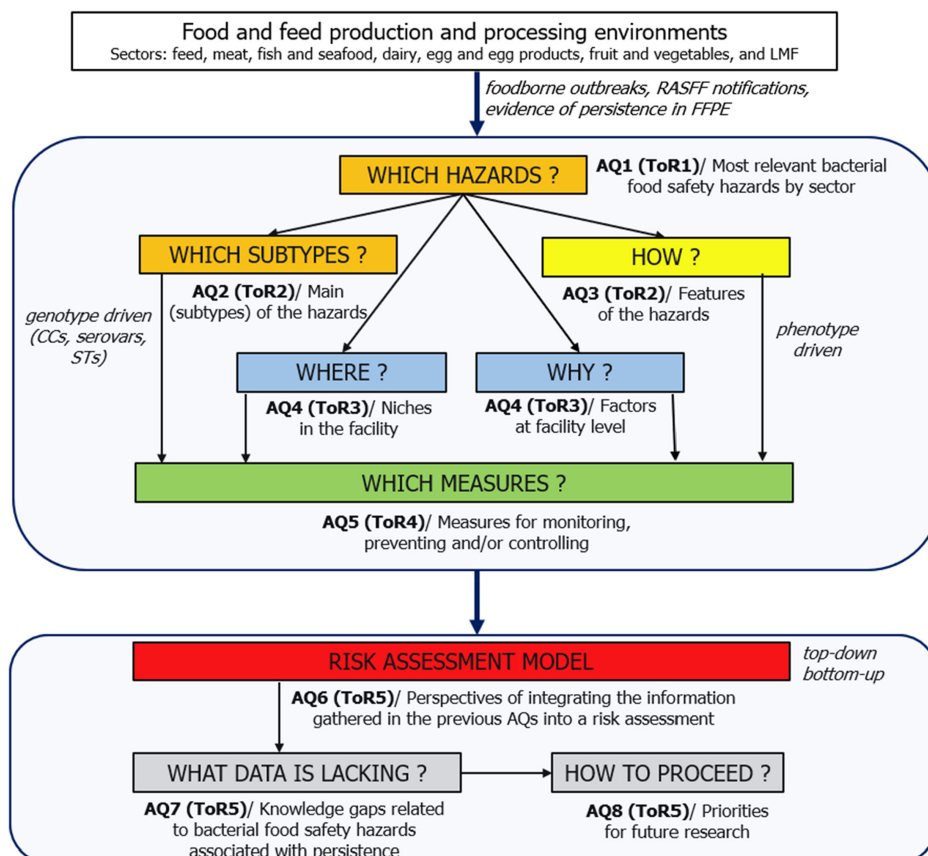 Food and feed production and processing environments
Sectors: feed, meat, fish and seafood, dairy, egg and egg products, fruit and vegetables, and LMF
foodborne outbreaks, RASFF notifications,
evidence of persistence in FFPE
WHICH HAZARDS ?
AQ1 (ToR1)/ Most relevant bacterial
food safety hazards by sector
WHICH SUBTYPES ?
HOW ?
AQ2 (ToR2)/ Main
(subtypes) of the hazards
AQ3 (ToR2)/ Features
of the hazards
genotype driven
(CCs, serovars,
STs)
phenotype
driven
WHERE ?
WHY ?
AQ4 (ToR3)/ Niches
in the facility
AQ4 (ToR3)/ Factors
at facility level
WHICH MEASURES ?
AQ5 (ToR4)/ Measures for monitoring,
preventing and/or controlling
RISK ASSESSMENT MODEL
top-down
bottom-up
AQ6 (ToR5)/ Perspectives of integrating the information
gathered in the previous AQs into a risk assessment
WHAT DATA IS LACKING ?
HOW TO PROCEED ?
AQ7 (ToR5)/ Knowledge gaps related
to bacterial food safety hazards
associated with persistence
AQ8 (ToR5)/ Priorities
for future research